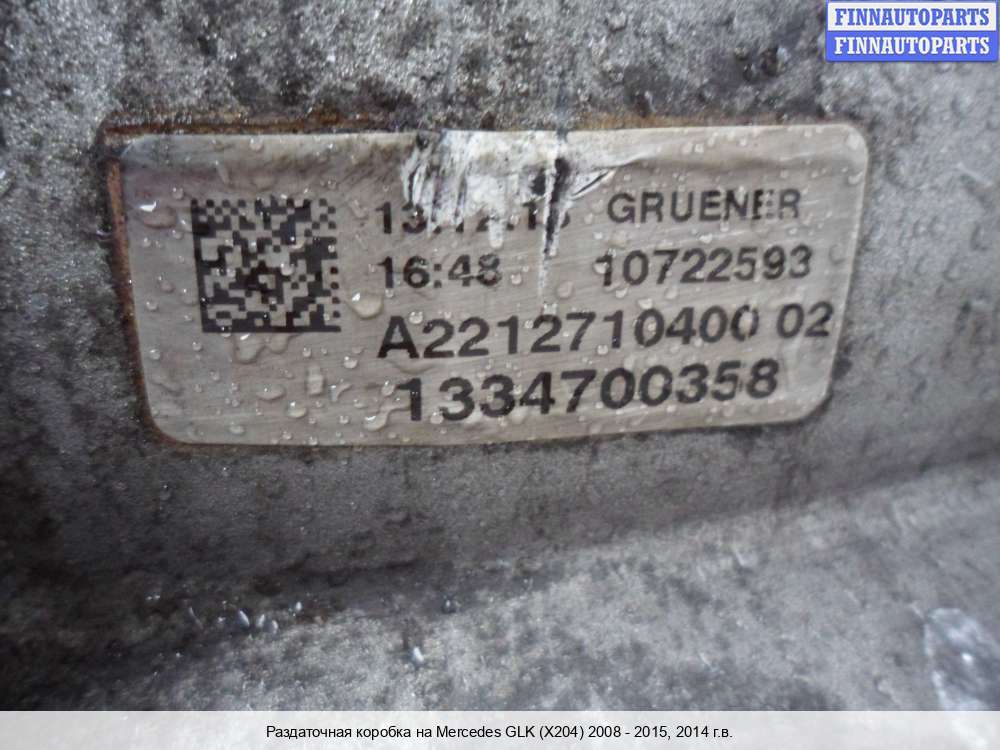 FINNAUTOPARTS
FINNAUTOPARTS
GRUENER
16:48 10722593
A2212710400 02
1334700358
Раздаточная коробка на Mercedes GLK (X204) 2008 - 2015, 2014 г.в.